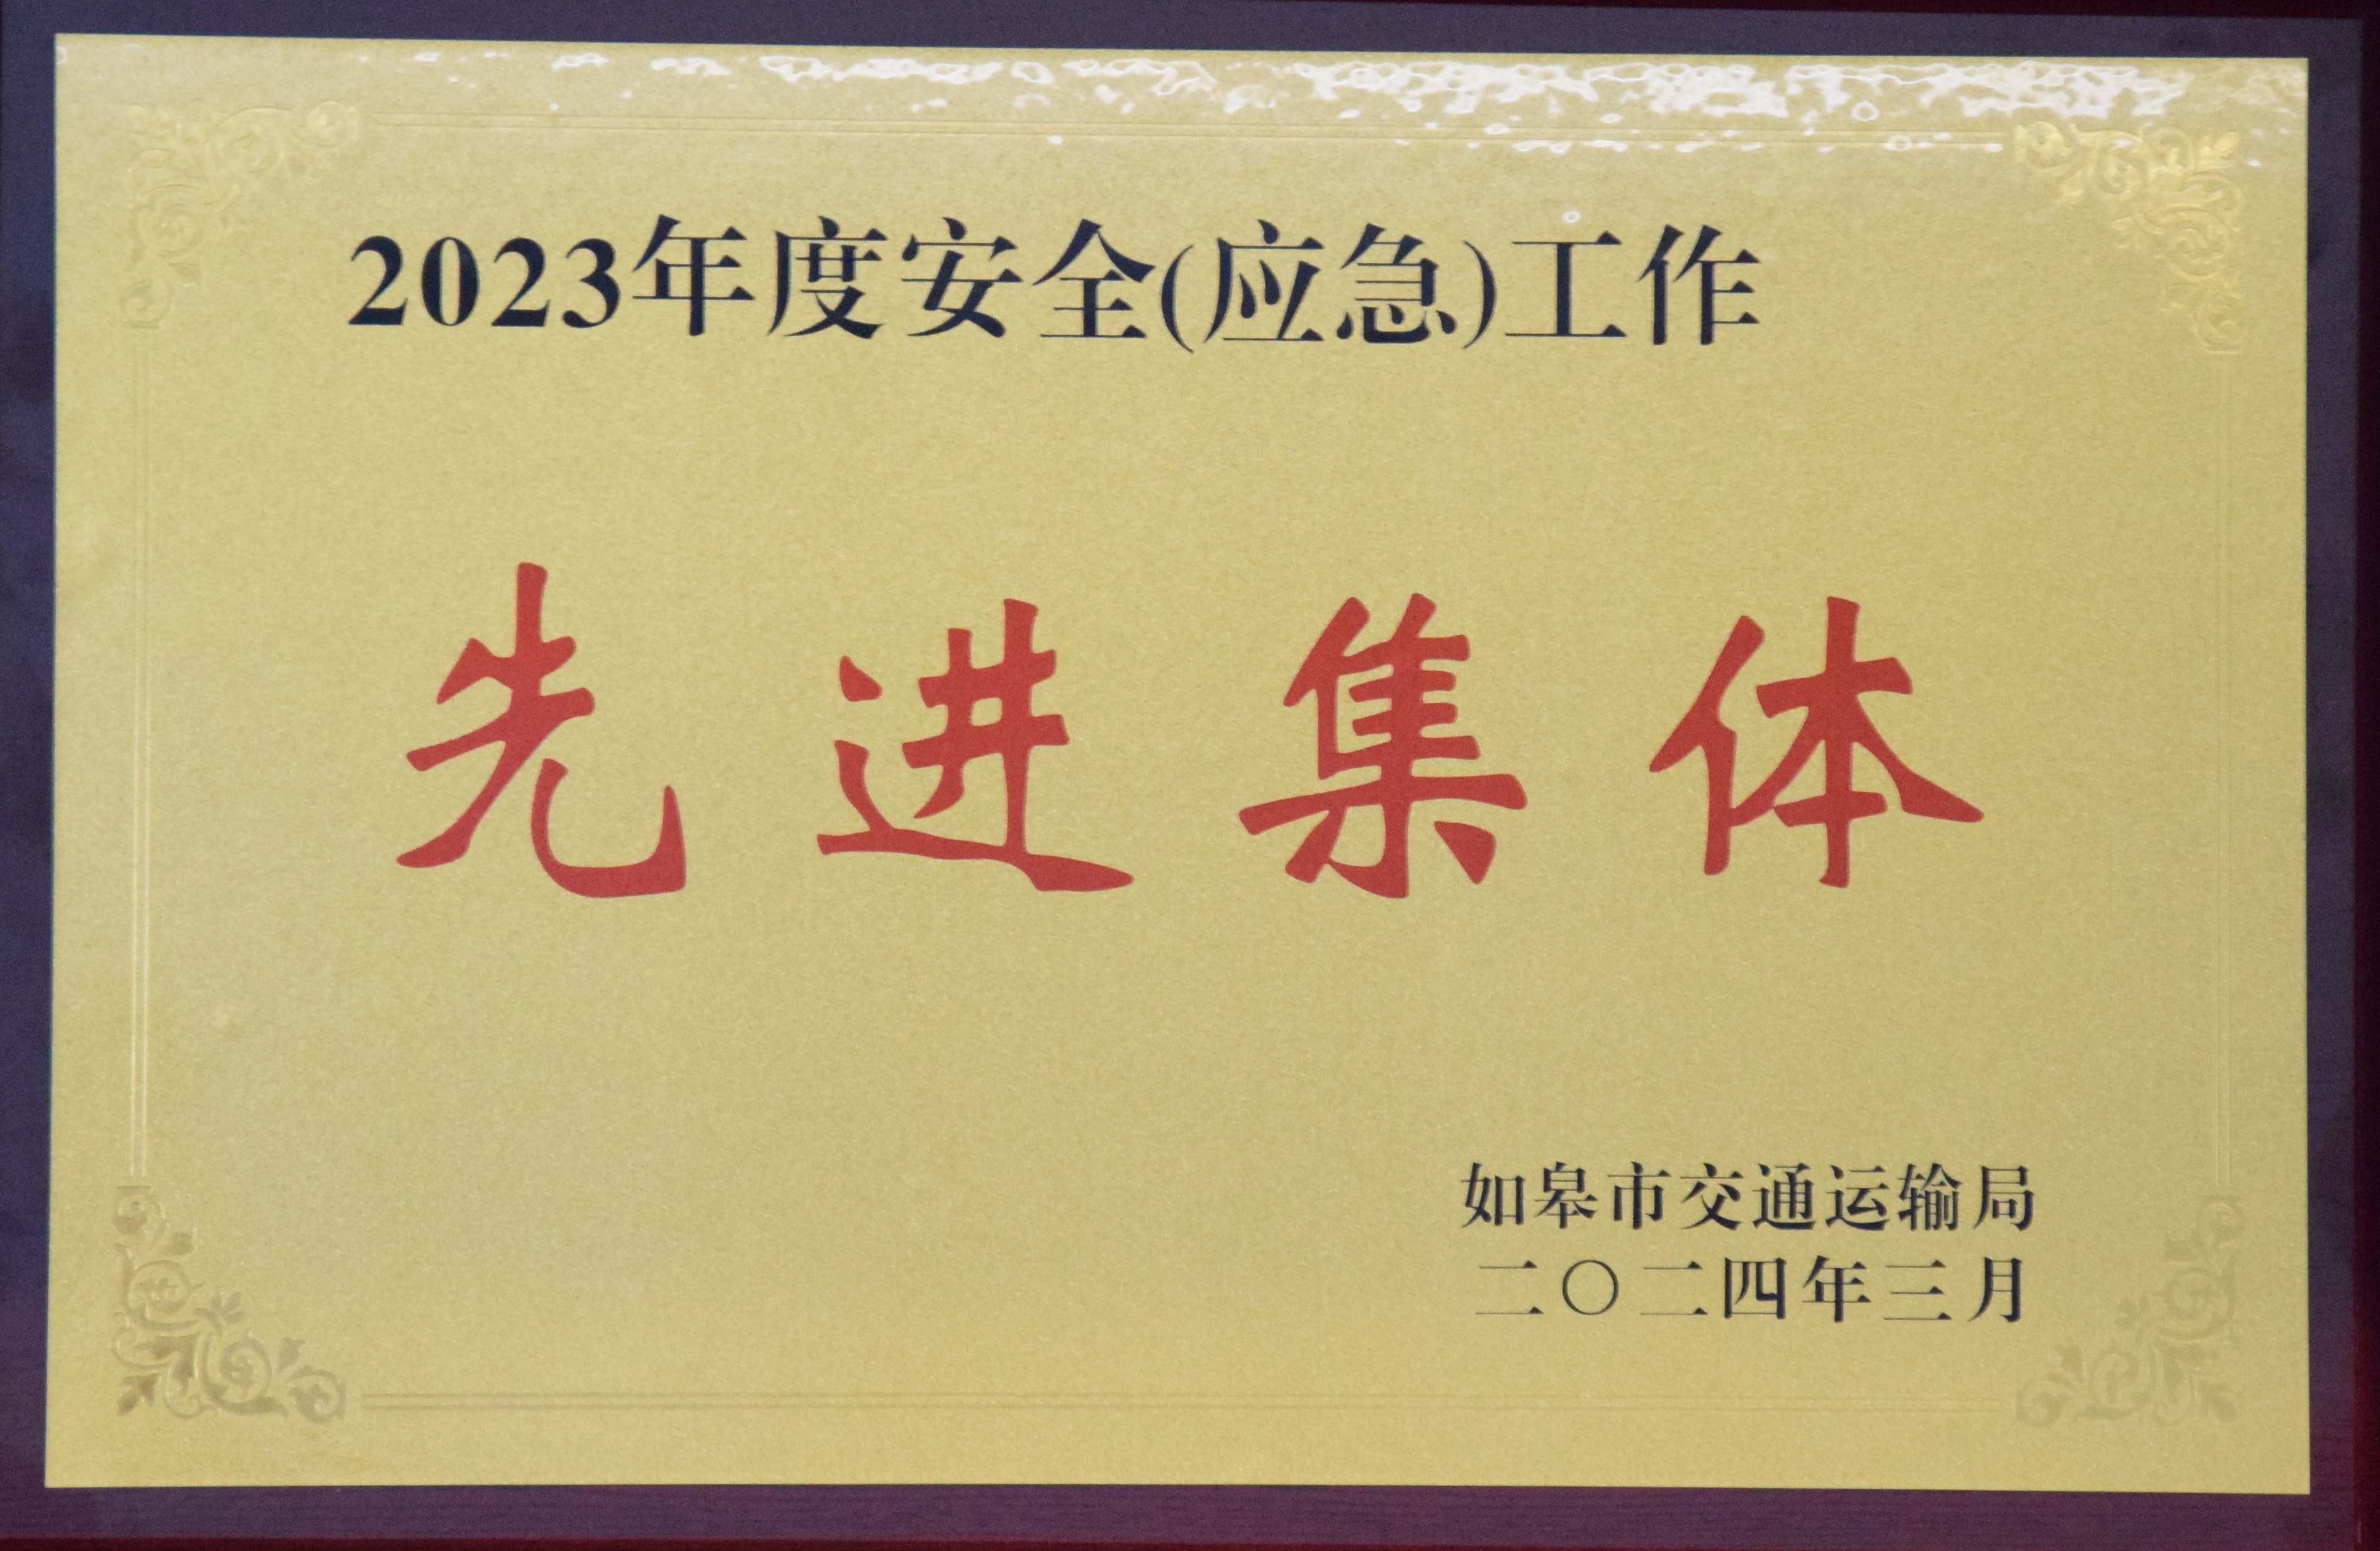 2023年度安全(应急)工作
先进集体
如皋市交通运输局
二〇二四年三月